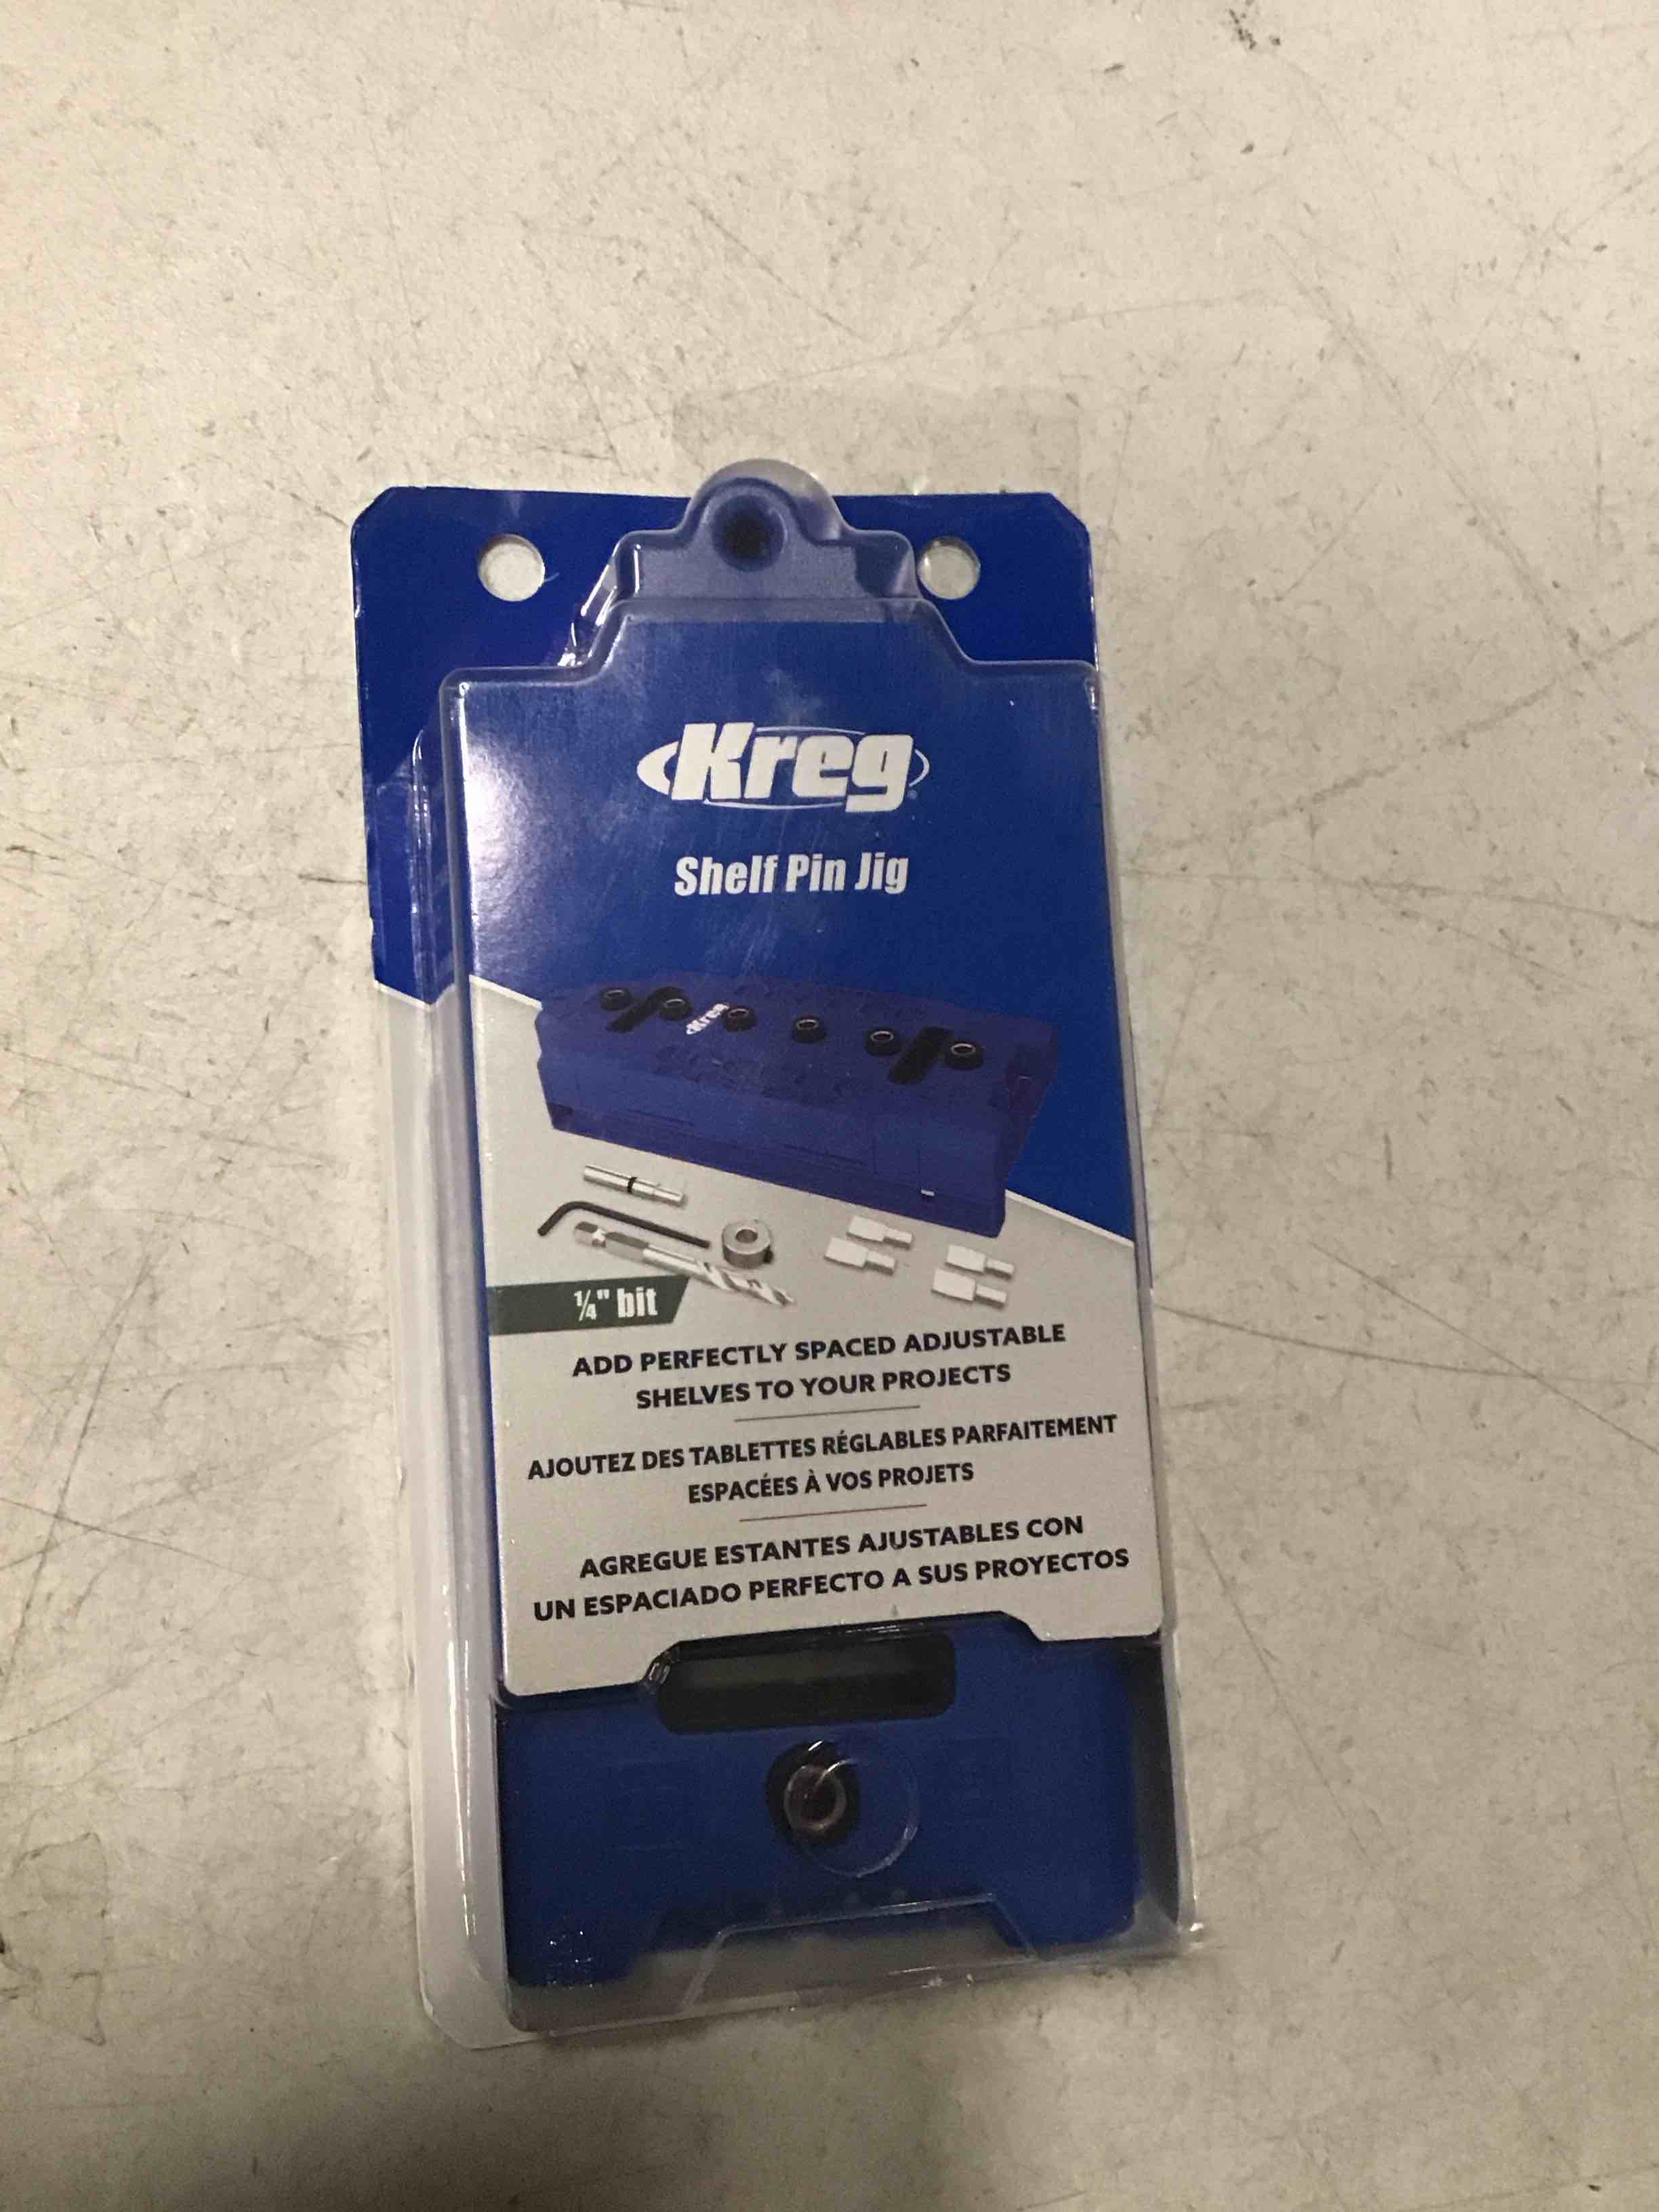 Kreg®
Shelf Pin Jig
Kreg
¼" bit
ADD PERFECTLY SPACED ADJUSTABLE
SHELVES TO YOUR PROJECTS
AJOUTEZ DES TABLETTES RÉGLABLES PARFAITEMENT
ESPACÉES À VOS PROJETS
AGREGUE ESTANTES AJUSTABLES CON
UN ESPACIADO PERFECTO A SUS PROYECTOS